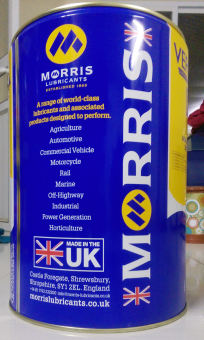 MORRIS
LUBRICANTS
ESTABLISHED 1869
A range of world-class
lubricants and associated
products designed to perform.
Agriculture
Automotive
Commercial Vehicle
Motorcycle
Rail
Marine
Off-Highway
Industrial
Power Generation
Horticulture
MADE IN THE
UK
Castle Foregate, Shrewsbury,
Shropshire, SY1 2EL. England
morrislubricants.co.uk
MORRIS
VE